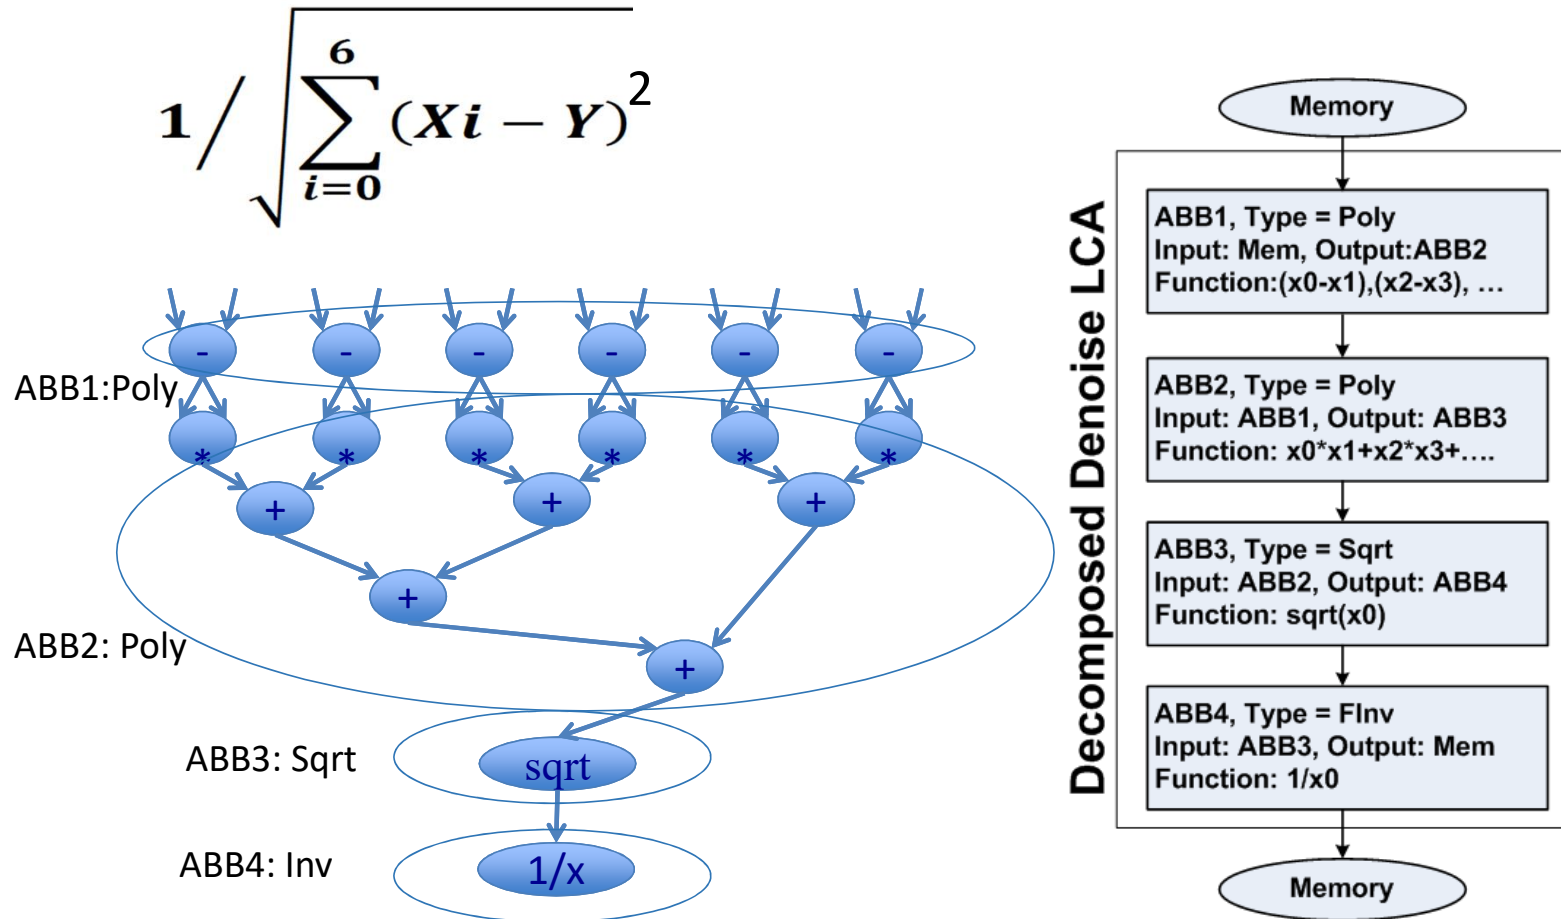 6
1 / √ ∑ (Xi − Y)2
i=0
- - - - - -
ABB1:Poly
* * * * * *
+ + +
+
ABB2: Poly
+
ABB3: Sqrt
sqrt
ABB4: Inv
1/x
Decomposed Denoise LCA
Memory
ABB1, Type = Poly
Input: Mem, Output:ABB2
Function:(x0-x1),(x2-x3), ...
ABB2, Type = Poly
Input: ABB1, Output: ABB3
Function: x0*x1+x2*x3+....
ABB3, Type = Sqrt
Input: ABB2, Output: ABB4
Function: sqrt(x0)
ABB4, Type = FInv
Input: ABB3, Output: Mem
Function: 1/x0
Memory